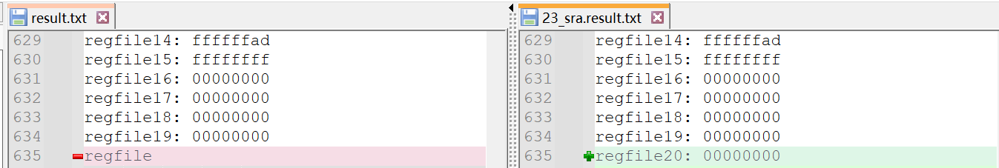 result.txt
629 regfile14: ffffffad
630 regfile15: ffffffff
631 regfile16: 00000000
632 regfile17: 00000000
633 regfile18: 00000000
634 regfile19: 00000000
635 regfile
23_sra.result.txt
629 regfile14: ffffffad
630 regfile15: ffffffff
631 regfile16: 00000000
632 regfile17: 00000000
633 regfile18: 00000000
634 regfile19: 00000000
635 regfile20: 00000000